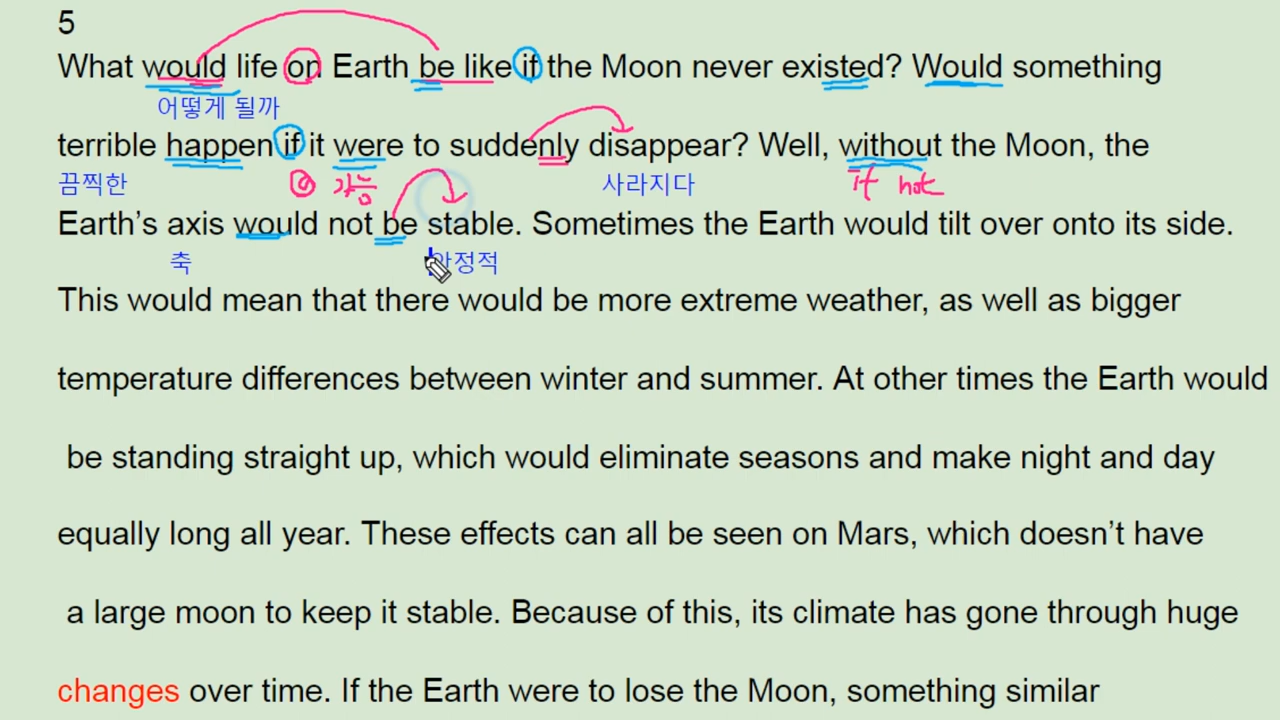 5
What would life on Earth be like if the Moon never existed? Would something
어떻게 될까
terrible happen if it were to suddenly disappear? Well, without the Moon, the
끔찍한 가능 사라지다 if not
Earth’s axis would not be stable. Sometimes the Earth would tilt over onto its side.
축 안정적
This would mean that there would be more extreme weather, as well as bigger
temperature differences between winter and summer. At other times the Earth would
be standing straight up, which would eliminate seasons and make night and day
equally long all year. These effects can all be seen on Mars, which doesn’t have
a large moon to keep it stable. Because of this, its climate has gone through huge
changes over time. If the Earth were to lose the Moon, something similar